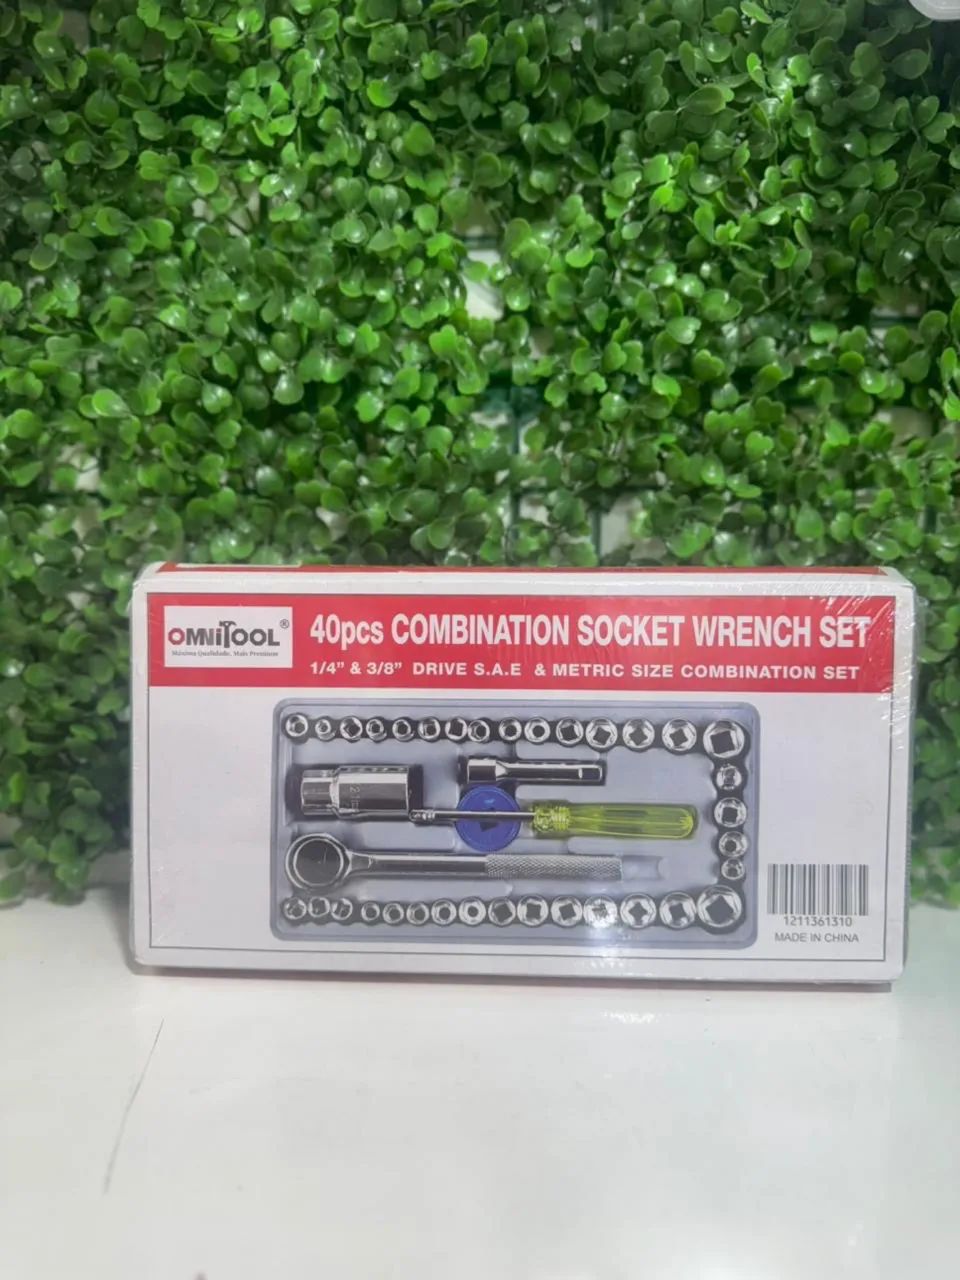 OMNiTOOL®
Máxima Qualidade, Mais Premium
40pcs COMBINATION SOCKET WRENCH SET
1/4” & 3/8” DRIVE S.A.E & METRIC SIZE COMBINATION SET
1211361310
MADE IN CHINA